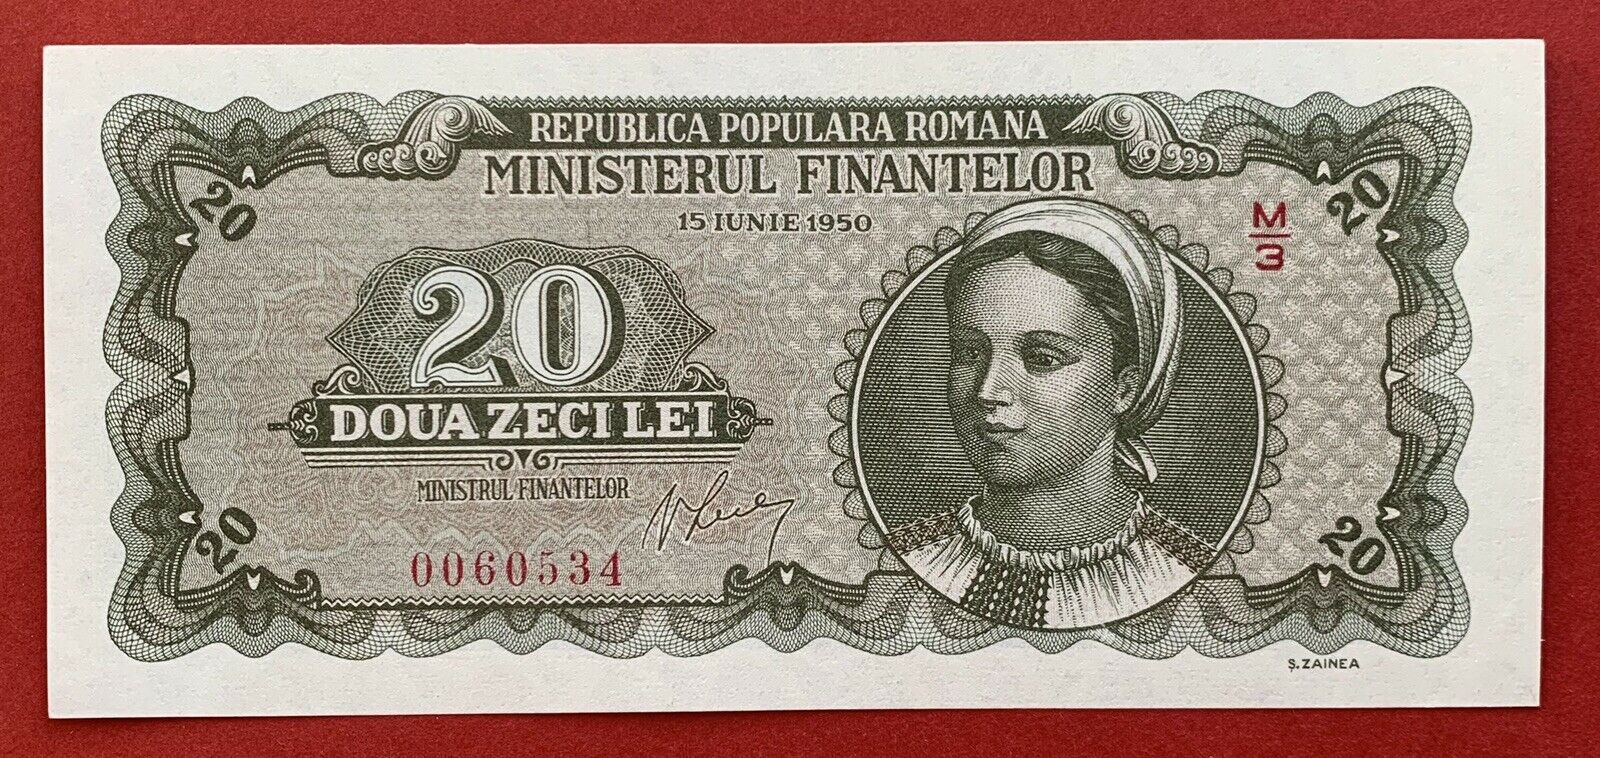 REPUBLICA POPULARA ROMANA
MINISTERUL FINANTELOR
15 IUNIE 1950
20
20
M
3
20
DOUA ZECI LEI
MINISTRUL FINANTELOR
0060534
20
20
Ș. ZAINEA